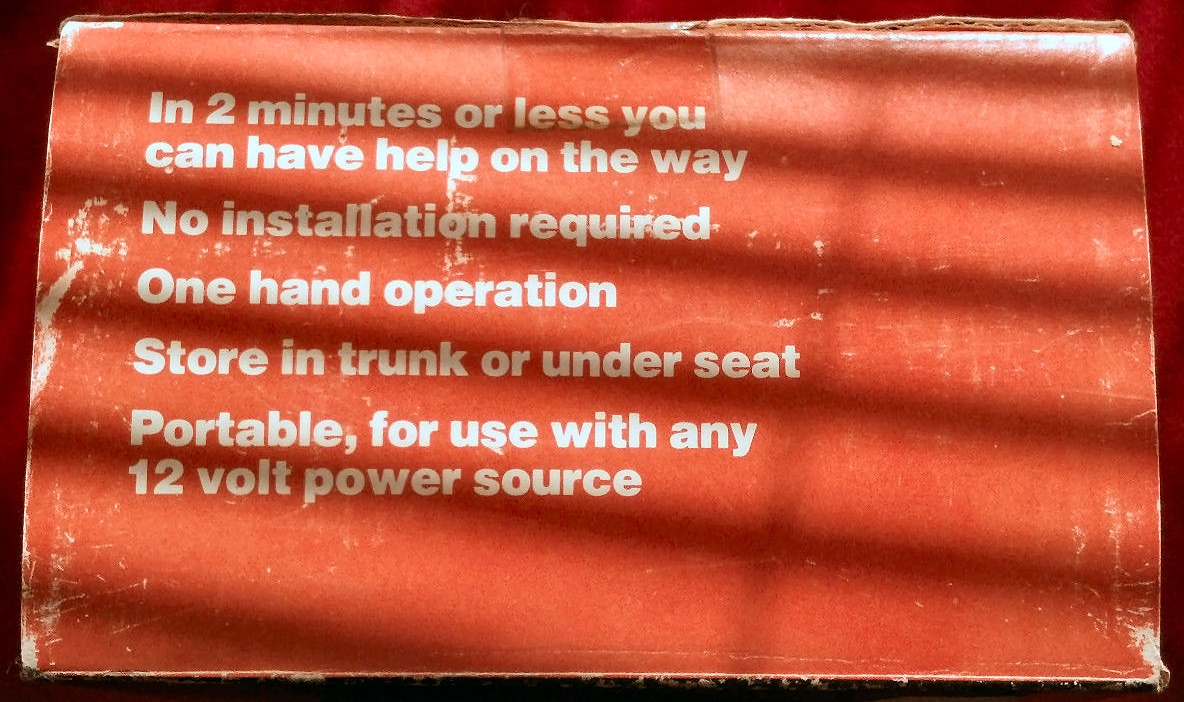 In 2 minutes or less you
can have help on the way
No installation required
One hand operation
Store in trunk or under seat
Portable, for use with any
12 volt power source